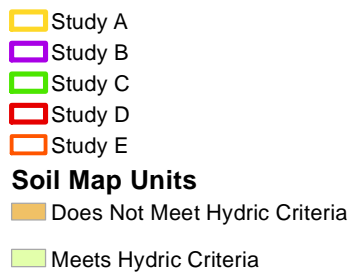 Study A
Study B
Study C
Study D
Study E
Soil Map Units
Does Not Meet Hydric Criteria
Meets Hydric Criteria